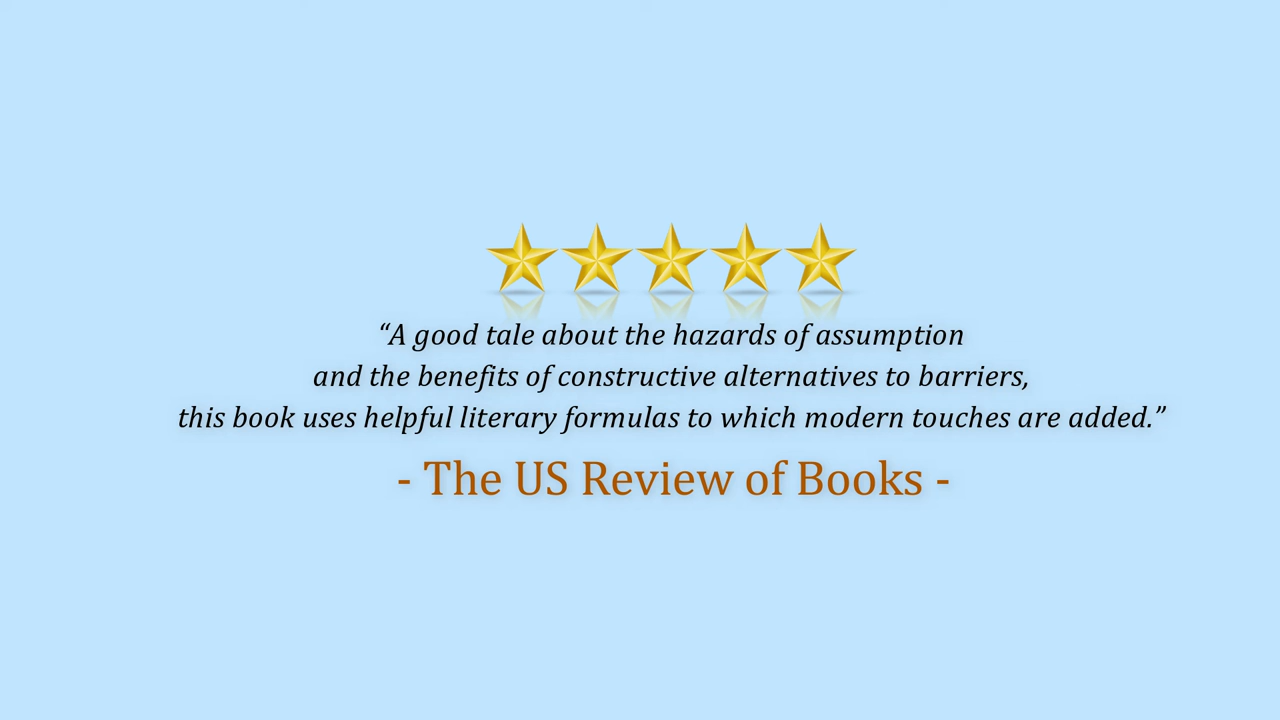 “A good tale about the hazards of assumption
and the benefits of constructive alternatives to barriers,
this book uses helpful literary formulas to which modern touches are added.”
- The US Review of Books -